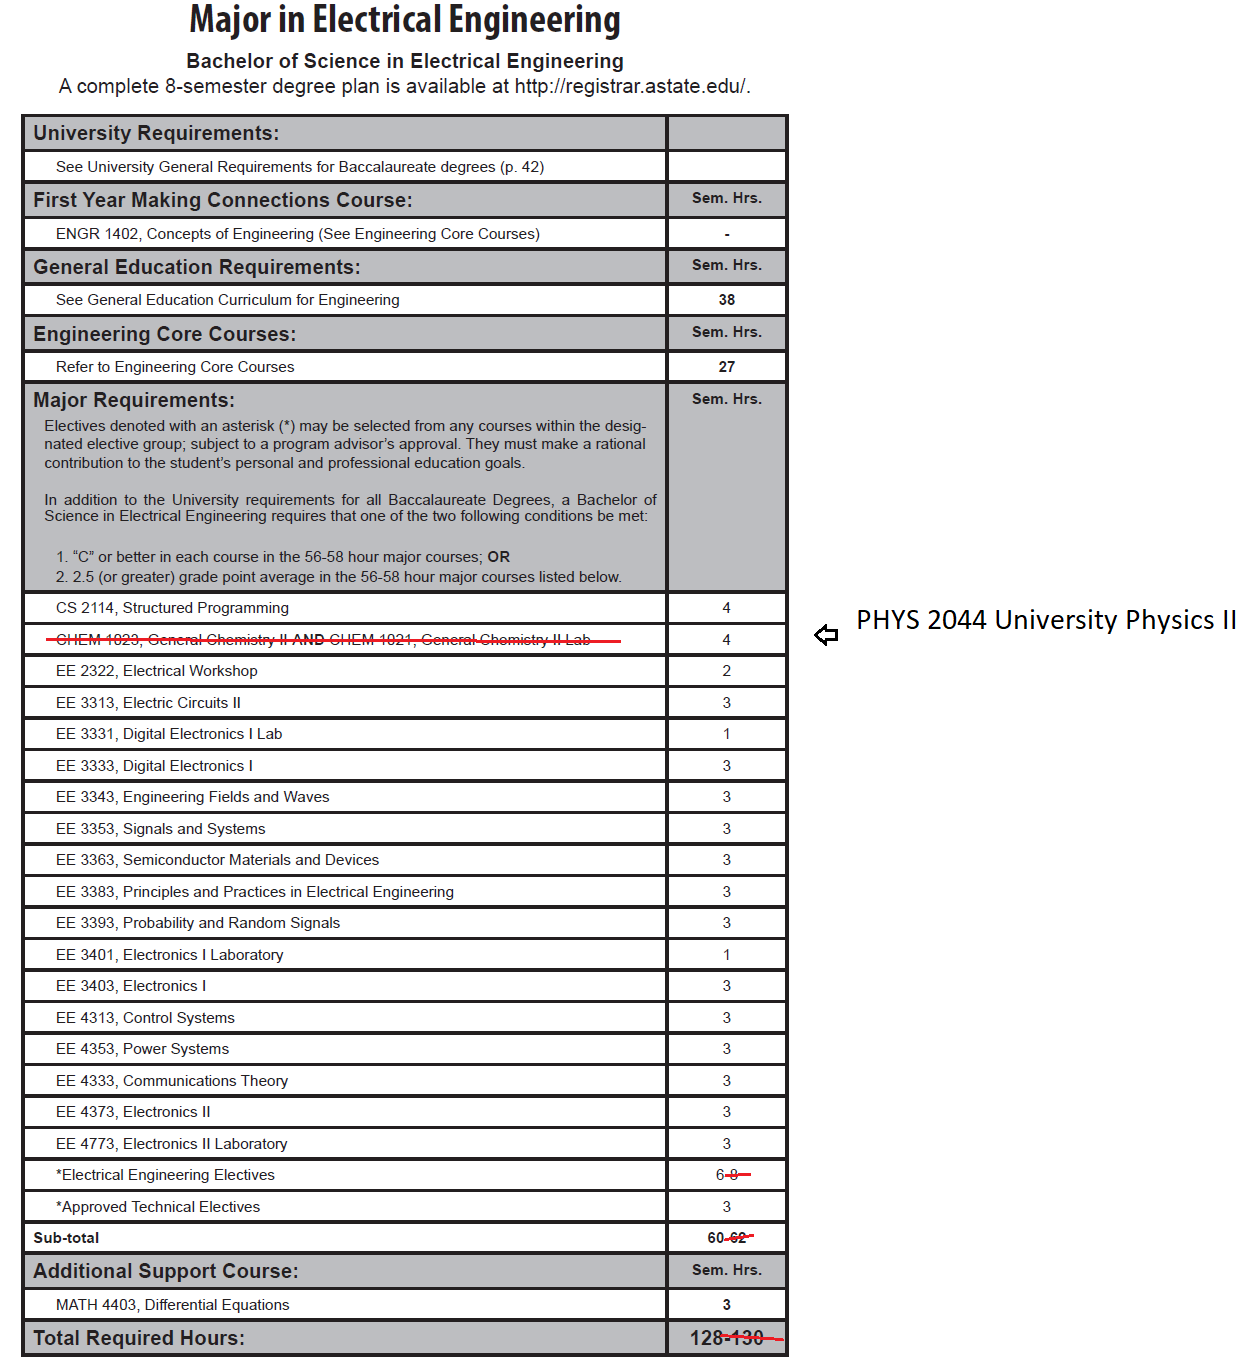 Major in Electrical Engineering
Bachelor of Science in Electrical Engineering
A complete 8-semester degree plan is available at http://registrar.astate.edu/.
University Requirements:
See University General Requirements for Baccalaureate degrees (p. 42)
First Year Making Connections Course: Sem. Hrs.
ENGR 1402, Concepts of Engineering (See Engineering Core Courses) -
General Education Requirements: Sem. Hrs.
See General Education Curriculum for Engineering 38
Engineering Core Courses: Sem. Hrs.
Refer to Engineering Core Courses 27
Major Requirements: Sem. Hrs.
Electives denoted with an asterisk (*) may be selected from any courses within the desig-
nated elective group; subject to a program advisor’s approval. They must make a rational
contribution to the student’s personal and professional education goals.
In addition to the University requirements for all Baccalaureate Degrees, a Bachelor of
Science in Electrical Engineering requires that one of the two following conditions be met:
1. “C” or better in each course in the 56-58 hour major courses; OR
2. 2.5 (or greater) grade point average in the 56-58 hour major courses listed below.
CS 2114, Structured Programming 4
CHEM 1023, General Chemistry II AND CHEM 1021, General Chemistry II Lab 4
PHYS 2044 University Physics II
EE 2322, Electrical Workshop 2
EE 3313, Electric Circuits II 3
EE 3331, Digital Electronics I Lab 1
EE 3333, Digital Electronics I 3
EE 3343, Engineering Fields and Waves 3
EE 3353, Signals and Systems 3
EE 3363, Semiconductor Materials and Devices 3
EE 3383, Principles and Practices in Electrical Engineering 3
EE 3393, Probability and Random Signals 3
EE 3401, Electronics I Laboratory 1
EE 3403, Electronics I 3
EE 4313, Control Systems 3
EE 4353, Power Systems 3
EE 4333, Communications Theory 3
EE 4373, Electronics II 3
EE 4773, Electronics II Laboratory 3
*Electrical Engineering Electives 6-8
*Approved Technical Electives 3
Sub-total 60-62
Additional Support Course: Sem. Hrs.
MATH 4403, Differential Equations 3
Total Required Hours: 128-130